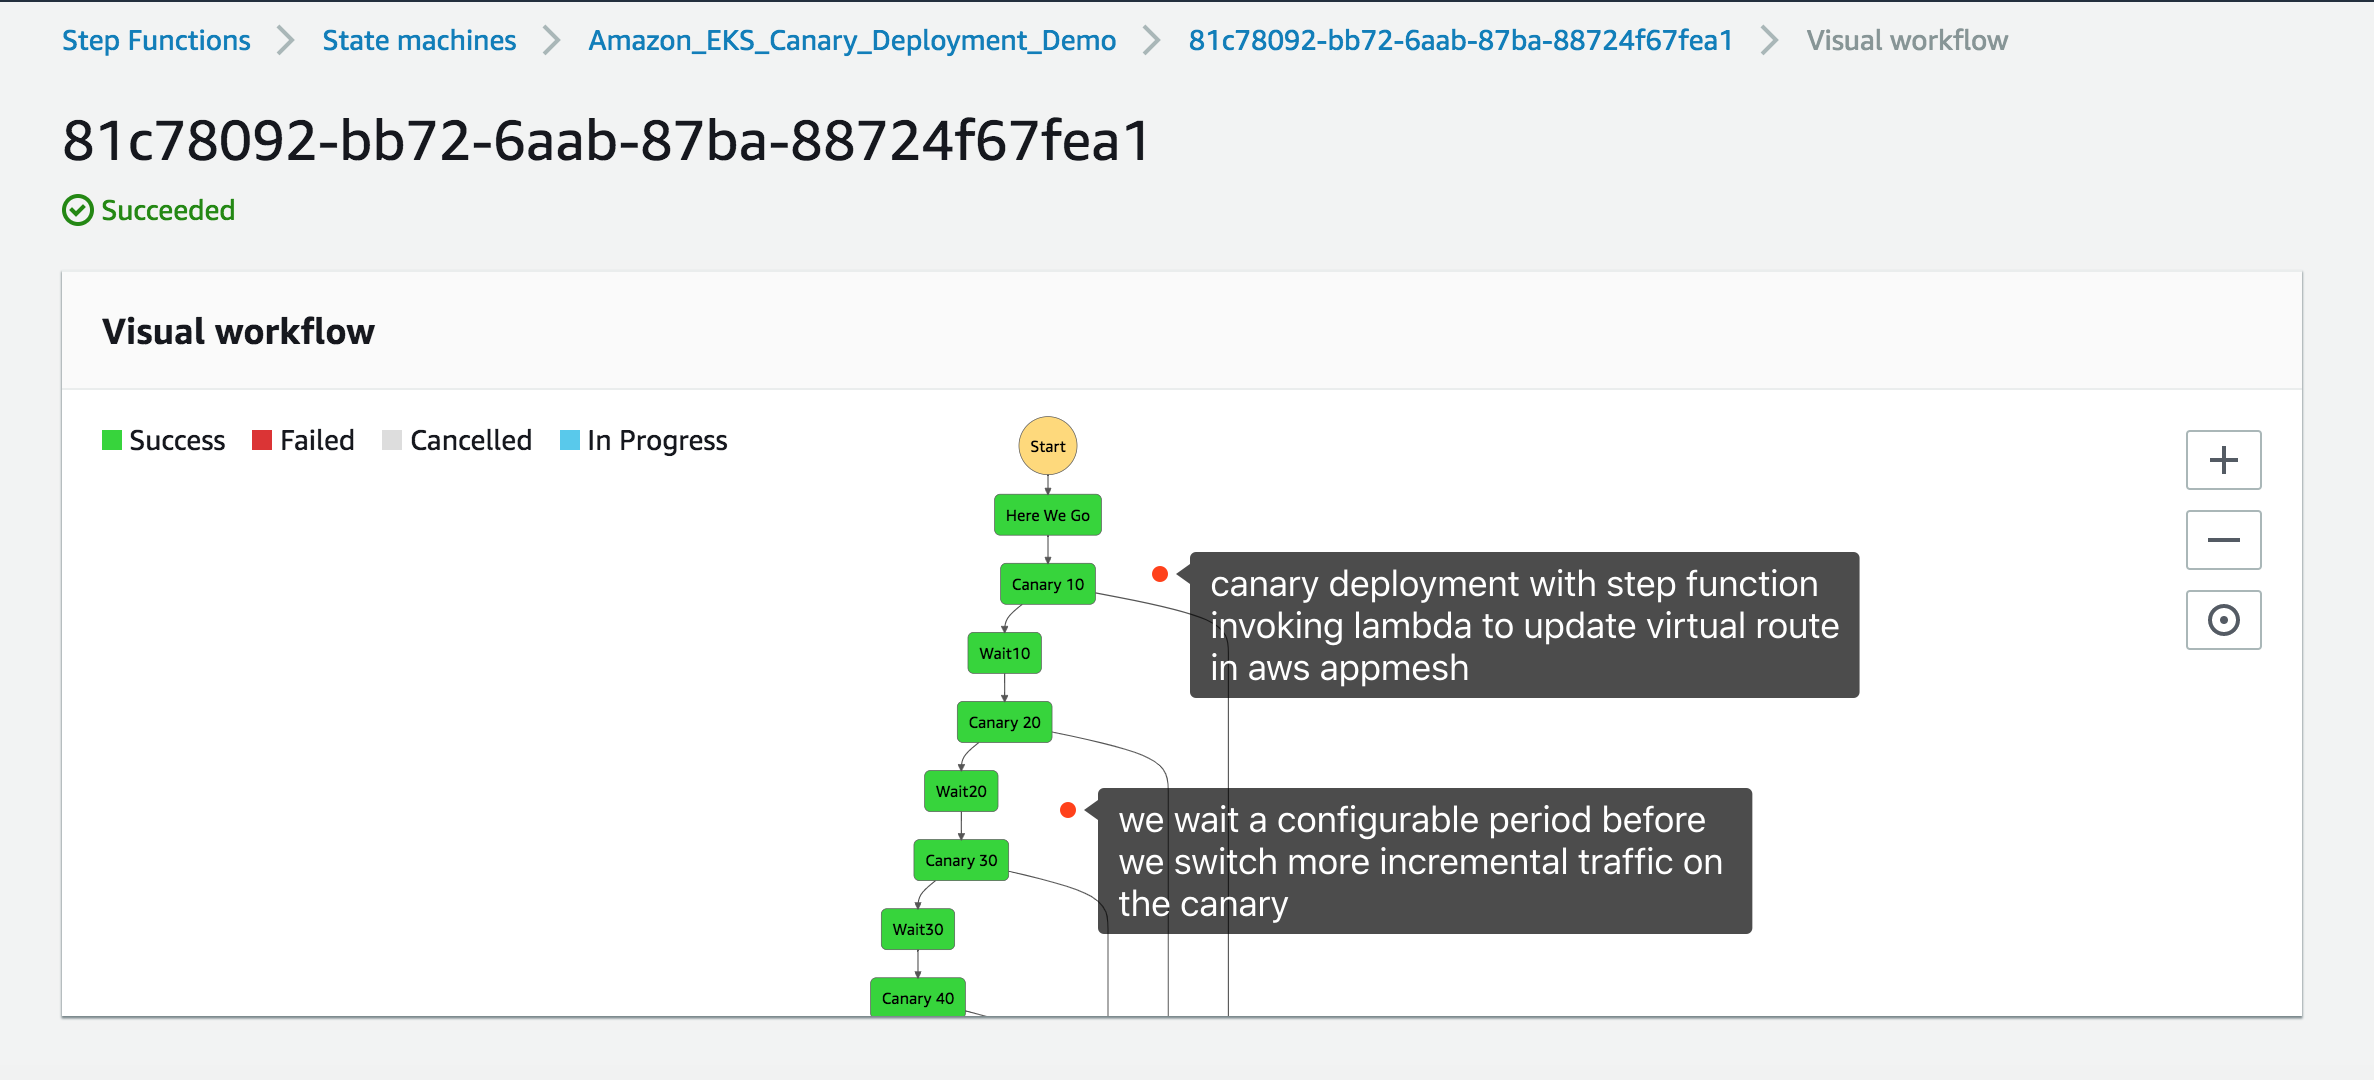 Step Functions > State machines > Amazon_EKS_Canary_Deployment_Demo > 81c78092-bb72-6aab-87ba-88724f67fea1 > Visual workflow
81c78092-bb72-6aab-87ba-88724f67fea1
Succeeded
Visual workflow
Success Failed Cancelled In Progress
Start
Here We Go
Canary 10
canary deployment with step function
invoking lambda to update virtual route
in aws appmesh
Wait10
Canary 20
Wait20
we wait a configurable period before
we switch more incremental traffic on
the canary
Canary 30
Wait30
Canary 40